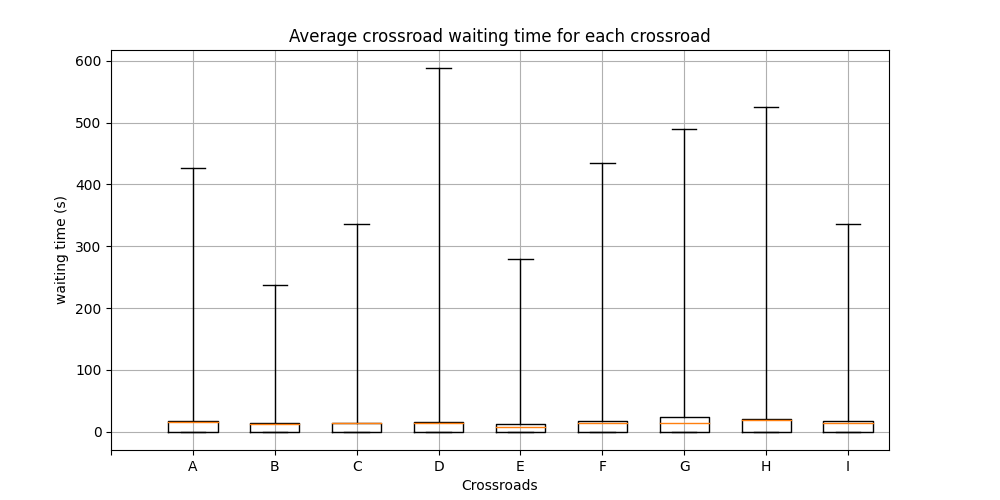 Average crossroad waiting time for each crossroad
600
500
400
300
200
100
0
waiting time (s)
A B C D E F G H I
Crossroads